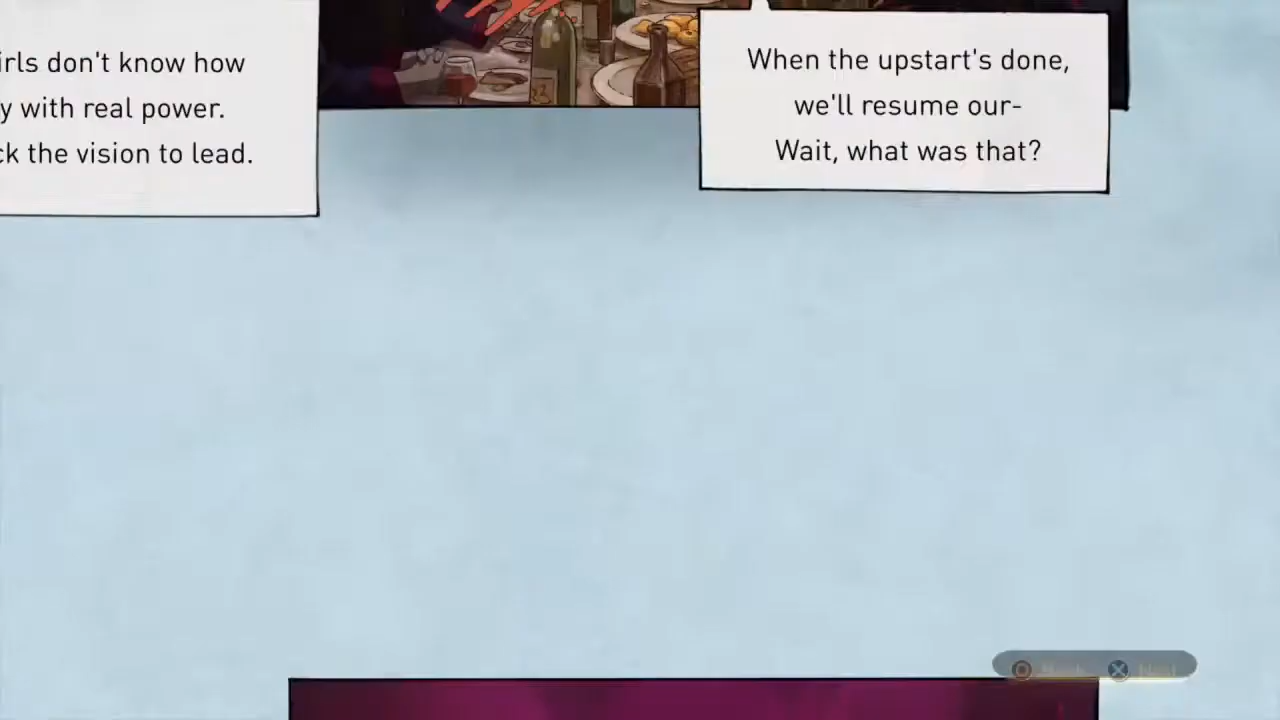 irls don't know how
y with real power.
ck the vision to lead.
When the upstart's done,
we'll resume our-
Wait, what was that?